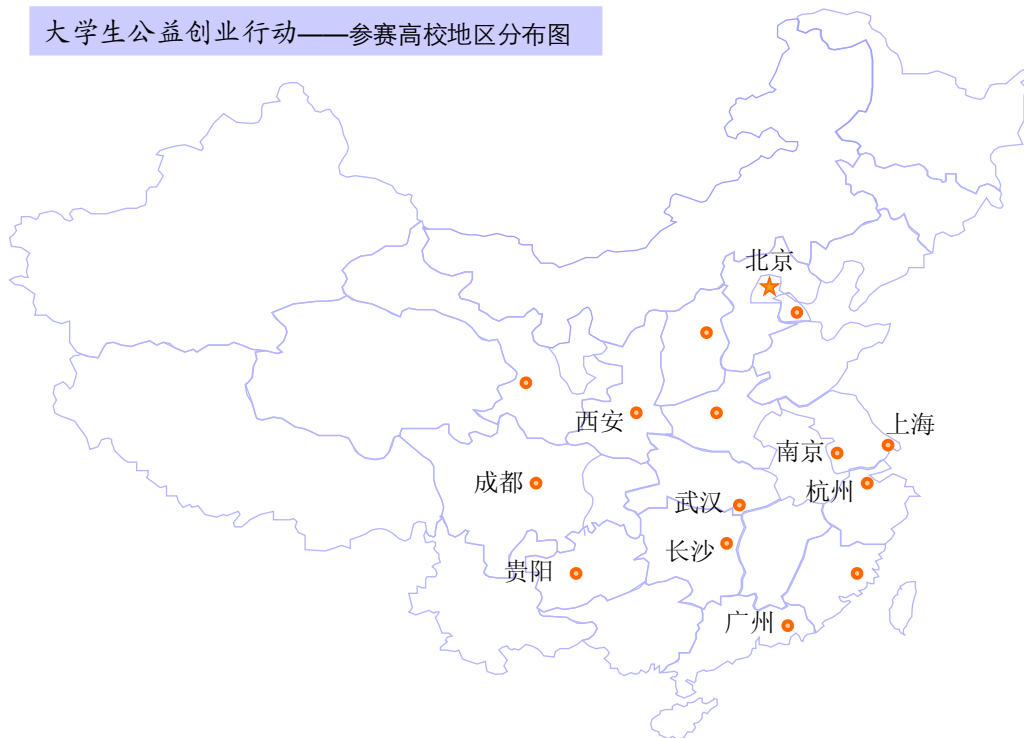 大学生公益创业行动——参赛高校地区分布图
北京
西安
上海
南京
成都
杭州
武汉
长沙
贵阳
广州